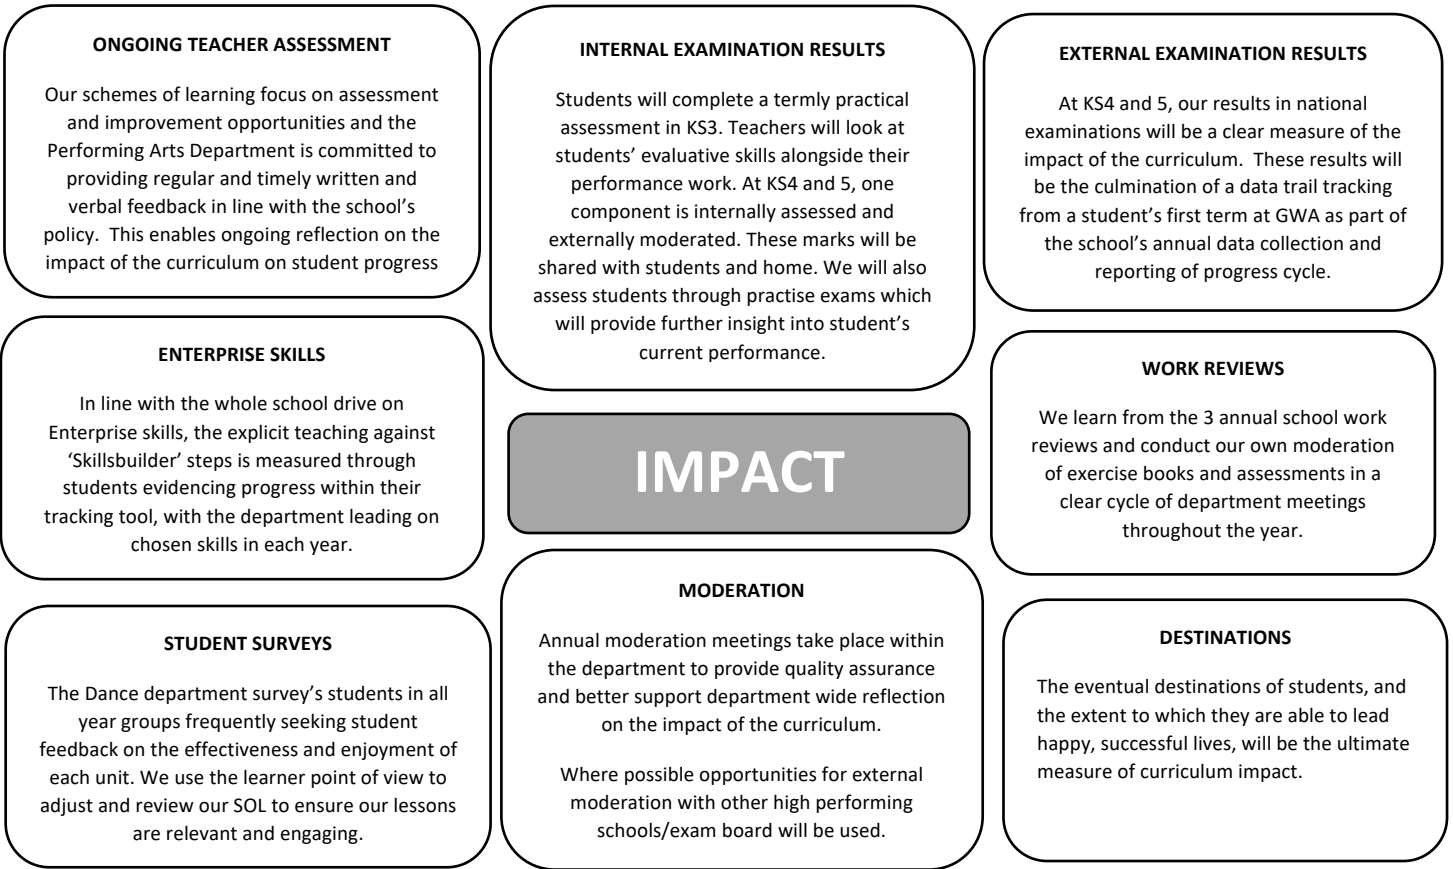 ONGOING TEACHER ASSESSMENT
Our schemes of learning focus on assessment
and improvement opportunities and the
Performing Arts Department is committed to
providing regular and timely written and
verbal feedback in line with the school’s
policy.  This enables ongoing reflection on the
impact of the curriculum on student progress
INTERNAL EXAMINATION RESULTS
Students will complete a termly practical
assessment in KS3. Teachers will look at
students’ evaluative skills alongside their
performance work. At KS4 and 5, one
component is internally assessed and
externally moderated. These marks will be
shared with students and home. We will also
assess students through practise exams which
will provide further insight into student’s
current performance.
EXTERNAL EXAMINATION RESULTS
At KS4 and 5, our results in national
examinations will be a clear measure of the
impact of the curriculum.  These results will
be the culmination of a data trail tracking
from a student’s first term at GWA as part of
the school’s annual data collection and
reporting of progress cycle.
ENTERPRISE SKILLS
In line with the whole school drive on
Enterprise skills, the explicit teaching against
‘Skillsbuilder’ steps is measured through
students evidencing progress within their
tracking tool, with the department leading on
chosen skills in each year.
IMPACT
WORK REVIEWS
We learn from the 3 annual school work
reviews and conduct our own moderation
of exercise books and assessments in a
clear cycle of department meetings
throughout the year.
STUDENT SURVEYS
The Dance department survey’s students in all
year groups frequently seeking student
feedback on the effectiveness and enjoyment of
each unit. We use the learner point of view to
adjust and review our SOL to ensure our lessons
are relevant and engaging.
MODERATION
Annual moderation meetings take place within
the department to provide quality assurance
and better support department wide reflection
on the impact of the curriculum.
Where possible opportunities for external
moderation with other high performing
schools/exam board will be used.
DESTINATIONS
The eventual destinations of students, and
the extent to which they are able to lead
happy, successful lives, will be the ultimate
measure of curriculum impact.